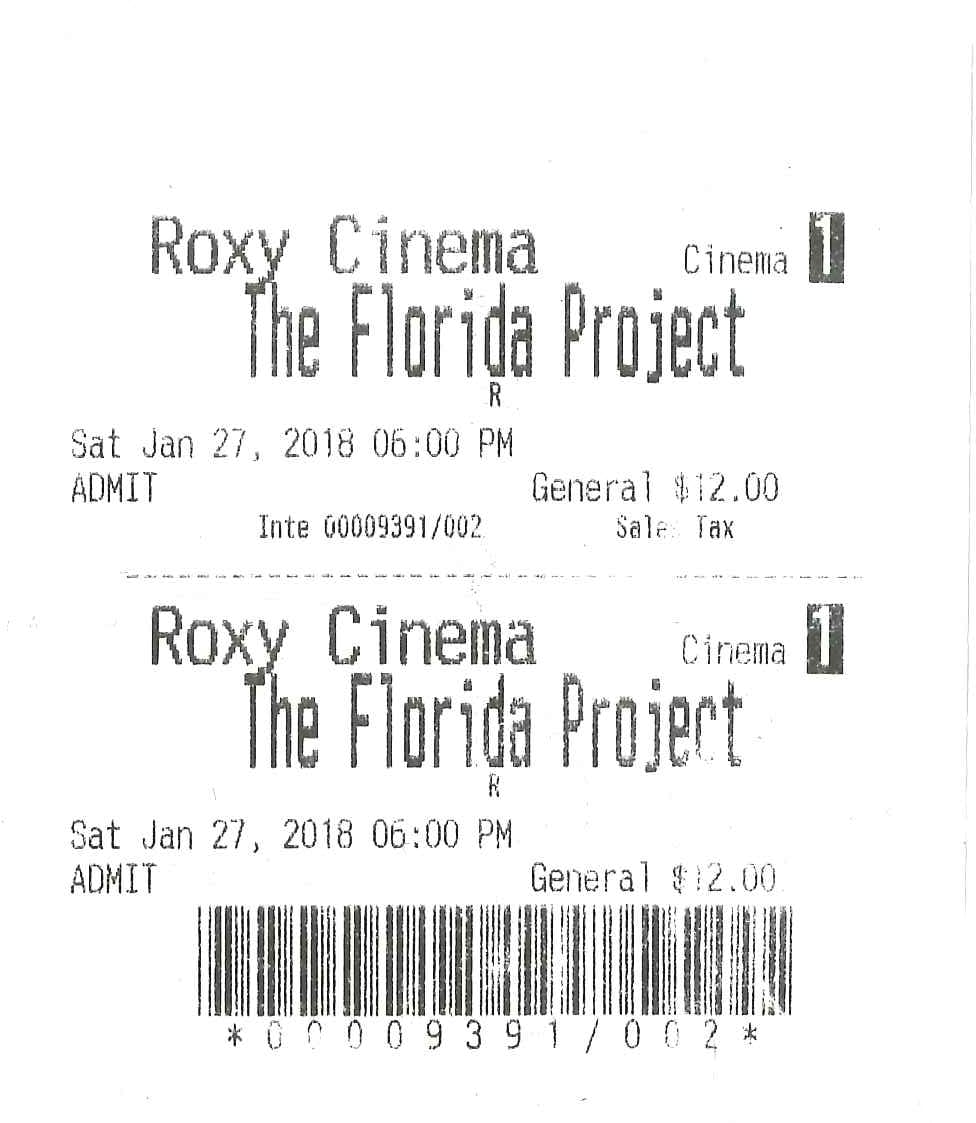 Roxy Cinema Cinema 1
The Florida Project
R
Sat Jan 27, 2018 06:00 PM
ADMIT General $12.00
Inte 00009391/002 Sales Tax
Roxy Cinema Cinema 1
The Florida Project
R
Sat Jan 27, 2018 06:00 PM
ADMIT General $12.00
*00009391/002*